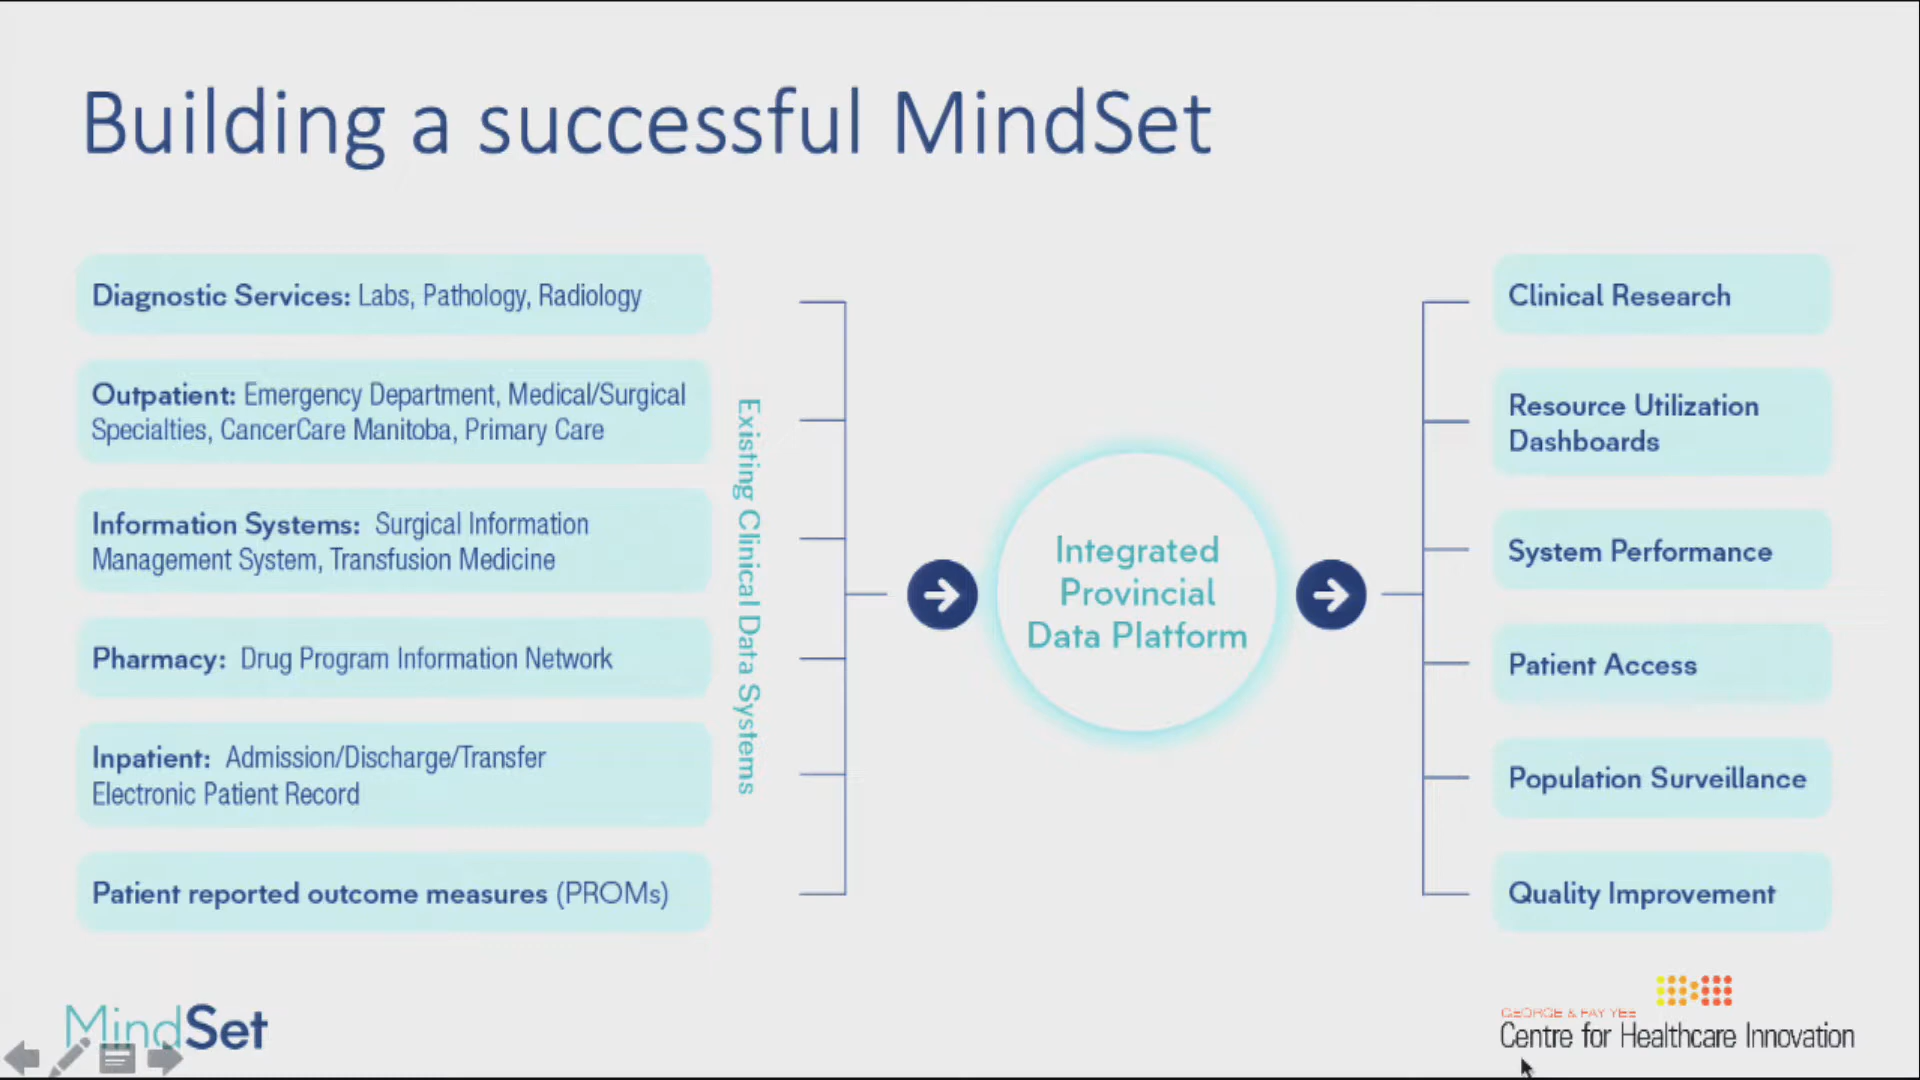 Building a successful MindSet
Diagnostic Services: Labs, Pathology, Radiology
Outpatient: Emergency Department, Medical/Surgical
Specialties, CancerCare Manitoba, Primary Care
Information Systems: Surgical Information
Management System, Transfusion Medicine
Pharmacy: Drug Program Information Network
Inpatient: Admission/Discharge/Transfer
Electronic Patient Record
Patient reported outcome measures (PROMs)
Existing Clinical Data Systems
Integrated
Provincial
Data Platform
Clinical Research
Resource Utilization
Dashboards
System Performance
Patient Access
Population Surveillance
Quality Improvement
MindSet
GEORGE & FAY YEE
Centre for Healthcare Innovation